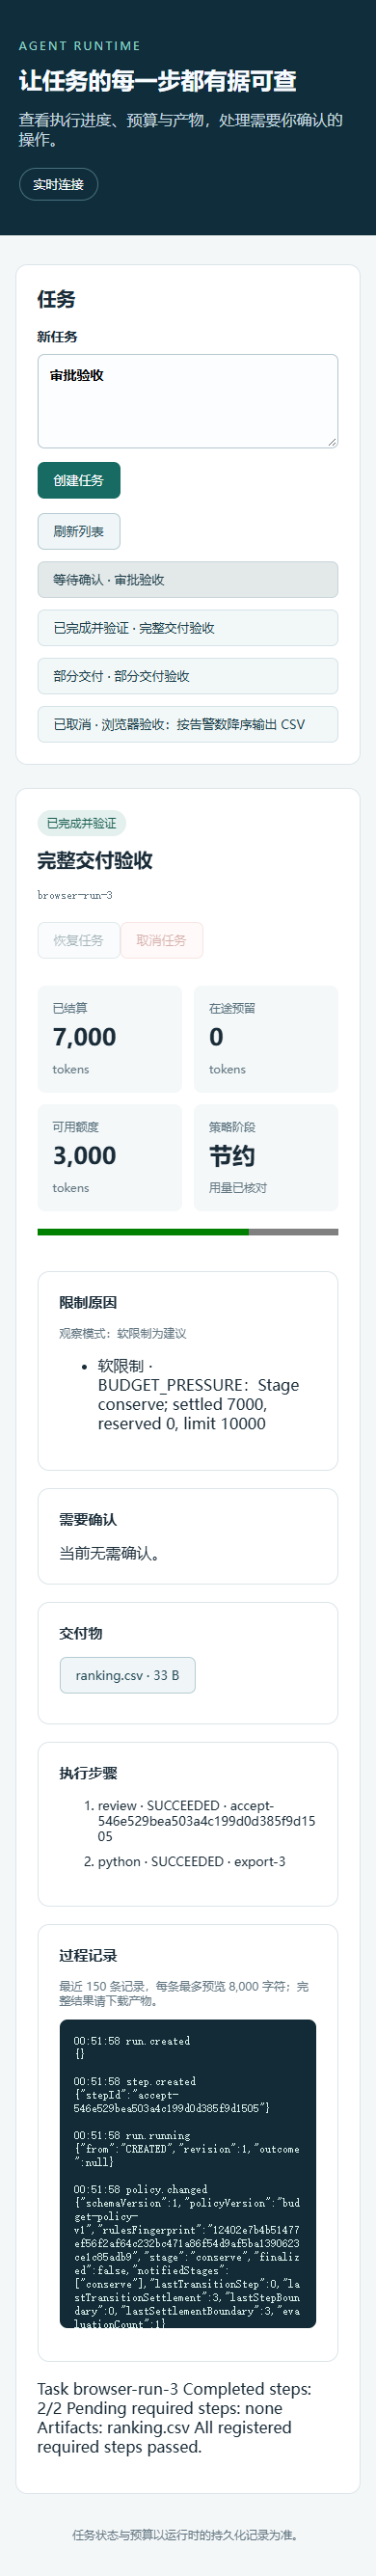 AGENT RUNTIME
让任务的每一步都有据可查
查看执行进度、预算与产物，处理需要你确认的
操作。
实时连接
任务
新任务
审批验收
创建任务
刷新列表
等待确认 · 审批验收
已完成并验证 · 完整交付验收
部分交付 · 部分交付验收
已取消 · 浏览器验收：按告警数降序输出 CSV
已完成并验证
完整交付验收
browser-run-3
恢复任务
取消任务
已结算
7,000
tokens
在途预留
0
tokens
可用额度
3,000
tokens
策略阶段
节约
用量已核对
限制原因
观察模式：软限制为建议
软限制 ·
BUDGET_PRESSURE：Stage
conserve; settled 7000,
reserved 0, limit 10000
需要确认
当前无需确认。
交付物
ranking.csv · 33 B
执行步骤
1. review · SUCCEEDED · accept-
546e529bea503a4c199d0d385f9d15
05
2. python · SUCCEEDED · export-3
过程记录
最近 150 条记录，每条最多预览 8,000 字符；完
整结果请下载产物。
00:51:58 run.created
{}
00:51:58 step.created
{"stepId":"accept-
546e529bea503a4c199d0d385f9d1505"}
00:51:58 run.running
{"from":"CREATED","revision":1,"outcome
":null}
00:51:58 policy.changed
{"schemaVersion":1,"policyVersion":"bud
get-policy-
v1","rulesFingerprint":"12402e7b4b51477
ef56f2af64c232bc471a86f54d9af5ba1390623
ce1c85adb9","stage":"conserve","finaliz
ed":false,"notifiedStages":
["conserve"],"lastTransitionStep":0,"la
stTransitionSettlement":3,"lastStepBoun
dary":0,"lastSettlementBoundary":3,"eva
luationCount":1}
Task browser-run-3 Completed steps:
2/2 Pending required steps: none
Artifacts: ranking.csv All registered
required steps passed.
任务状态与预算以运行时的持久化记录为准。